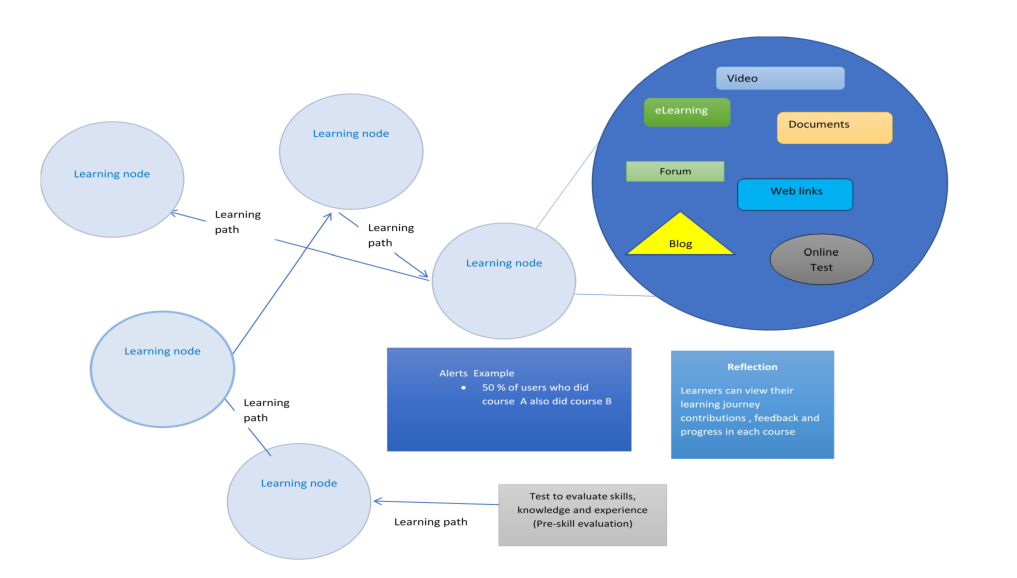 Video
eLearning
Documents
Learning node
Forum
Learning node
Web links
Learning
path
Learning
path
Blog
Online
Test
Learning node
Learning node
Alerts  Example
• 50 % of users who did
course  A also did course B
Reflection
Learners can view their
learning journey
contributions , feedback and
progress in each course
Learning
path
Learning node
Test to evaluate skills,
knowledge and experience
(Pre-skill evaluation)
Learning path